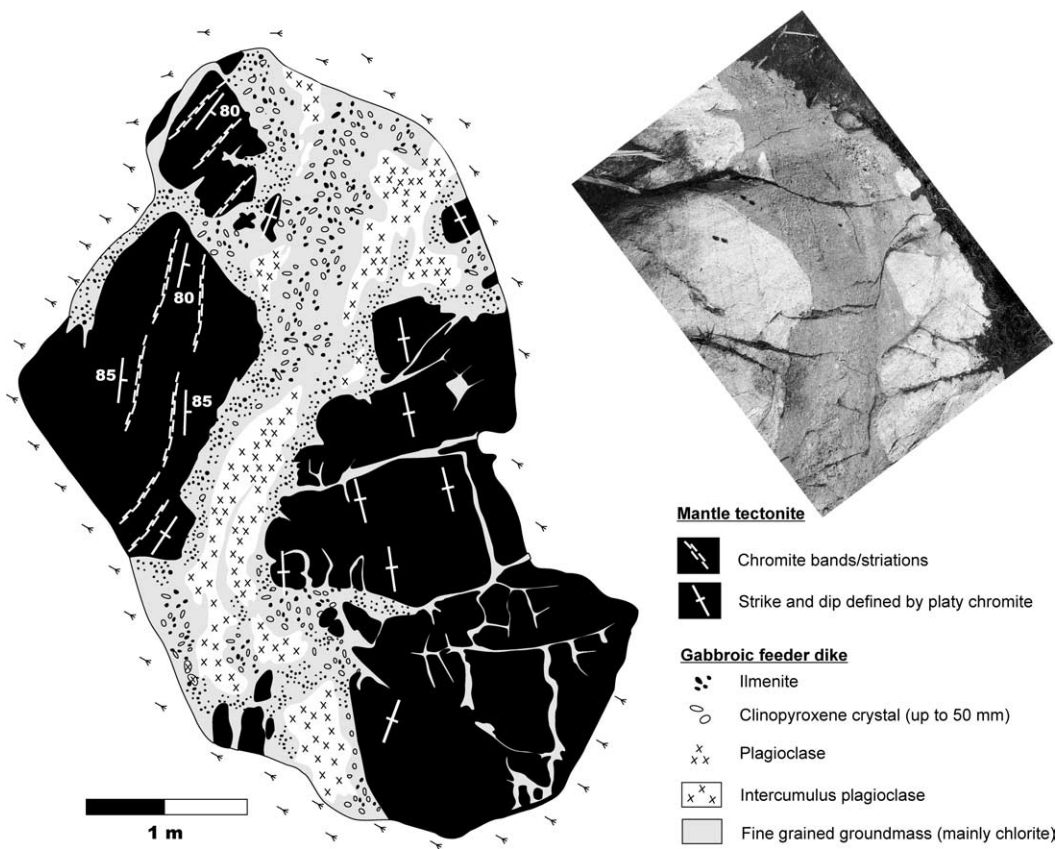 80
80
85
85
1 m
Mantle tectonite
Chromite bands/striations
Strike and dip defined by platy chromite
Gabbroic feeder dike
Ilmenite
Clinopyroxene crystal (up to 50 mm)
Plagioclase
Intercumulus plagioclase
Fine grained groundmass (mainly chlorite)